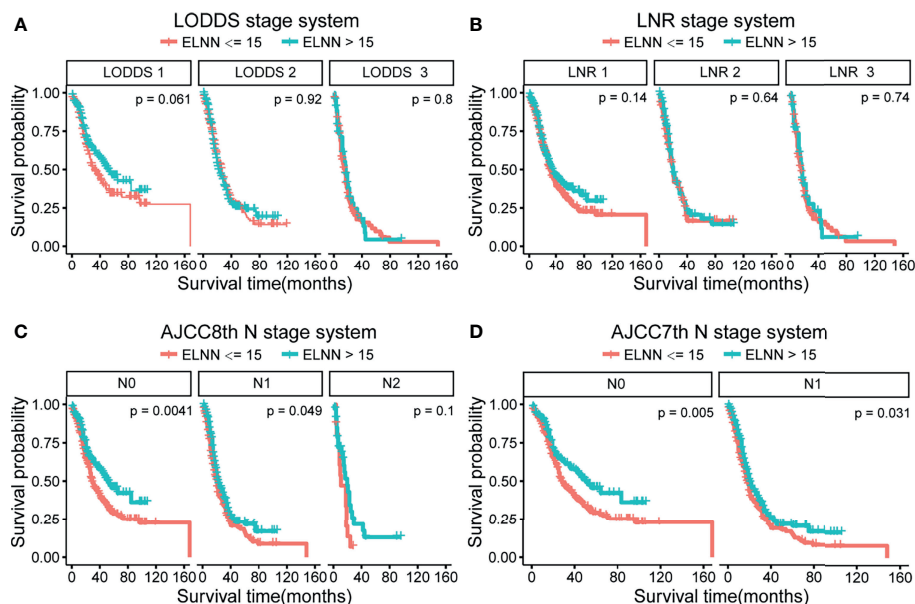 A
LODDS stage system
ELNN <= 15 ELNN > 15
LODDS 1 LODDS 2 LODDS 3
p = 0.061 p = 0.92 p = 0.8
1.00
0.75
0.50
0.25
0.00
Survival probability
0 40 80 120 160 0 40 80 120 160 0 40 80 120 160
Survival time(months)
B
LNR stage system
ELNN <= 15 ELNN > 15
LNR 1 LNR 2 LNR 3
p = 0.14 p = 0.64 p = 0.74
1.00
0.75
0.50
0.25
0.00
Survival probability
0 40 80 120 160 0 40 80 120 160 0 40 80 120 160
Survival time(months)
C
AJCC8th N stage system
ELNN <= 15 ELNN > 15
N0 N1 N2
p = 0.0041 p = 0.049 p = 0.1
1.00
0.75
0.50
0.25
0.00
Survival probability
0 40 80 120 160 0 40 80 120 160 0 40 80 120 160
Survival time(months)
D
AJCC7th N stage system
ELNN <= 15 ELNN > 15
N0 N1
p = 0.005 p = 0.031
1.00
0.75
0.50
0.25
0.00
Survival probability
0 40 80 120 160 0 40 80 120 160
Survival time(months)